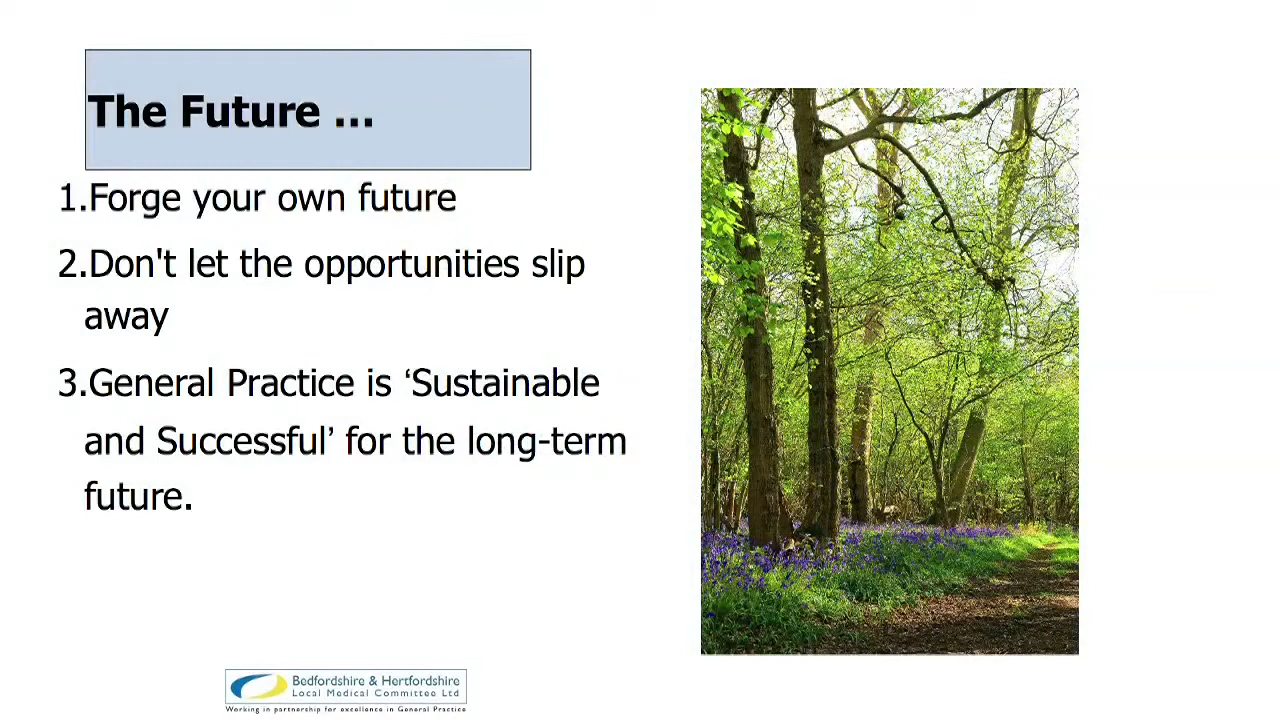 The Future ...
1.Forge your own future
2.Don't let the opportunities slip
away
3.General Practice is ‘Sustainable
and Successful’ for the long-term
future.
Bedfordshire & Hertfordshire
Local Medical Committee Ltd
Working in partnership for excellence in General Practice